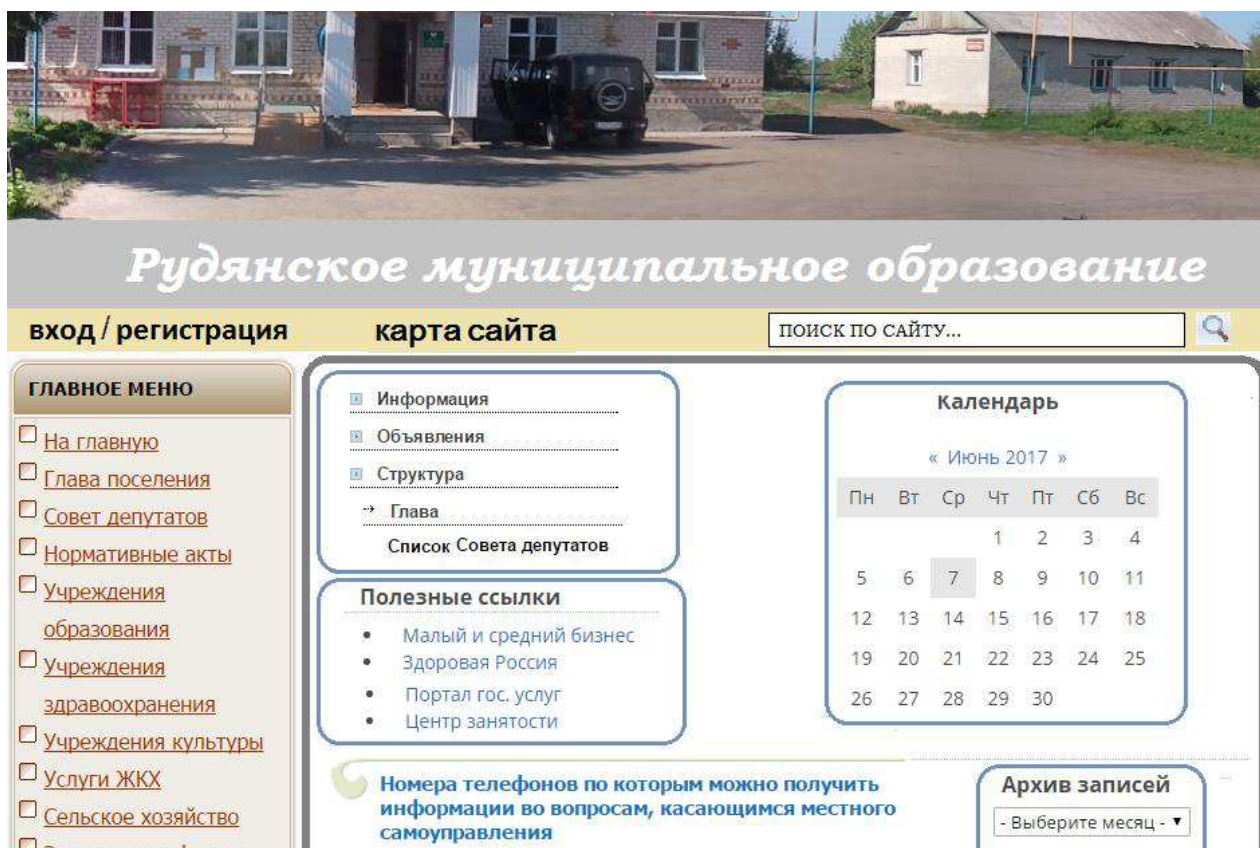 Рудянское муниципальное образование
вход / регистрация карта сайта ПОИСК ПО САЙТУ...
ГЛАВНОЕ МЕНЮ
На главную
Глава поселения
Совет депутатов
Нормативные акты
Учреждения
образования
Учреждения
здравоохранения
Учреждения культуры
Услуги ЖКХ
Сельское хозяйство
Информация
Объявления
Структура
Глава
Список Совета депутатов
Полезные ссылки
Малый и средний бизнес
Здоровая Россия
Портал гос. услуг
Центр занятости
Календарь
« Июнь 2017 »
Пн Вт Ср Чт Пт Сб Вс
1 2 3 4
5 6 7 8 9 10 11
12 13 14 15 16 17 18
19 20 21 22 23 24 25
26 27 28 29 30
Номера телефонов по которым можно получить
информации во вопросам, касающимся местного
самоуправления
Архив записей
- Выберите месяц -